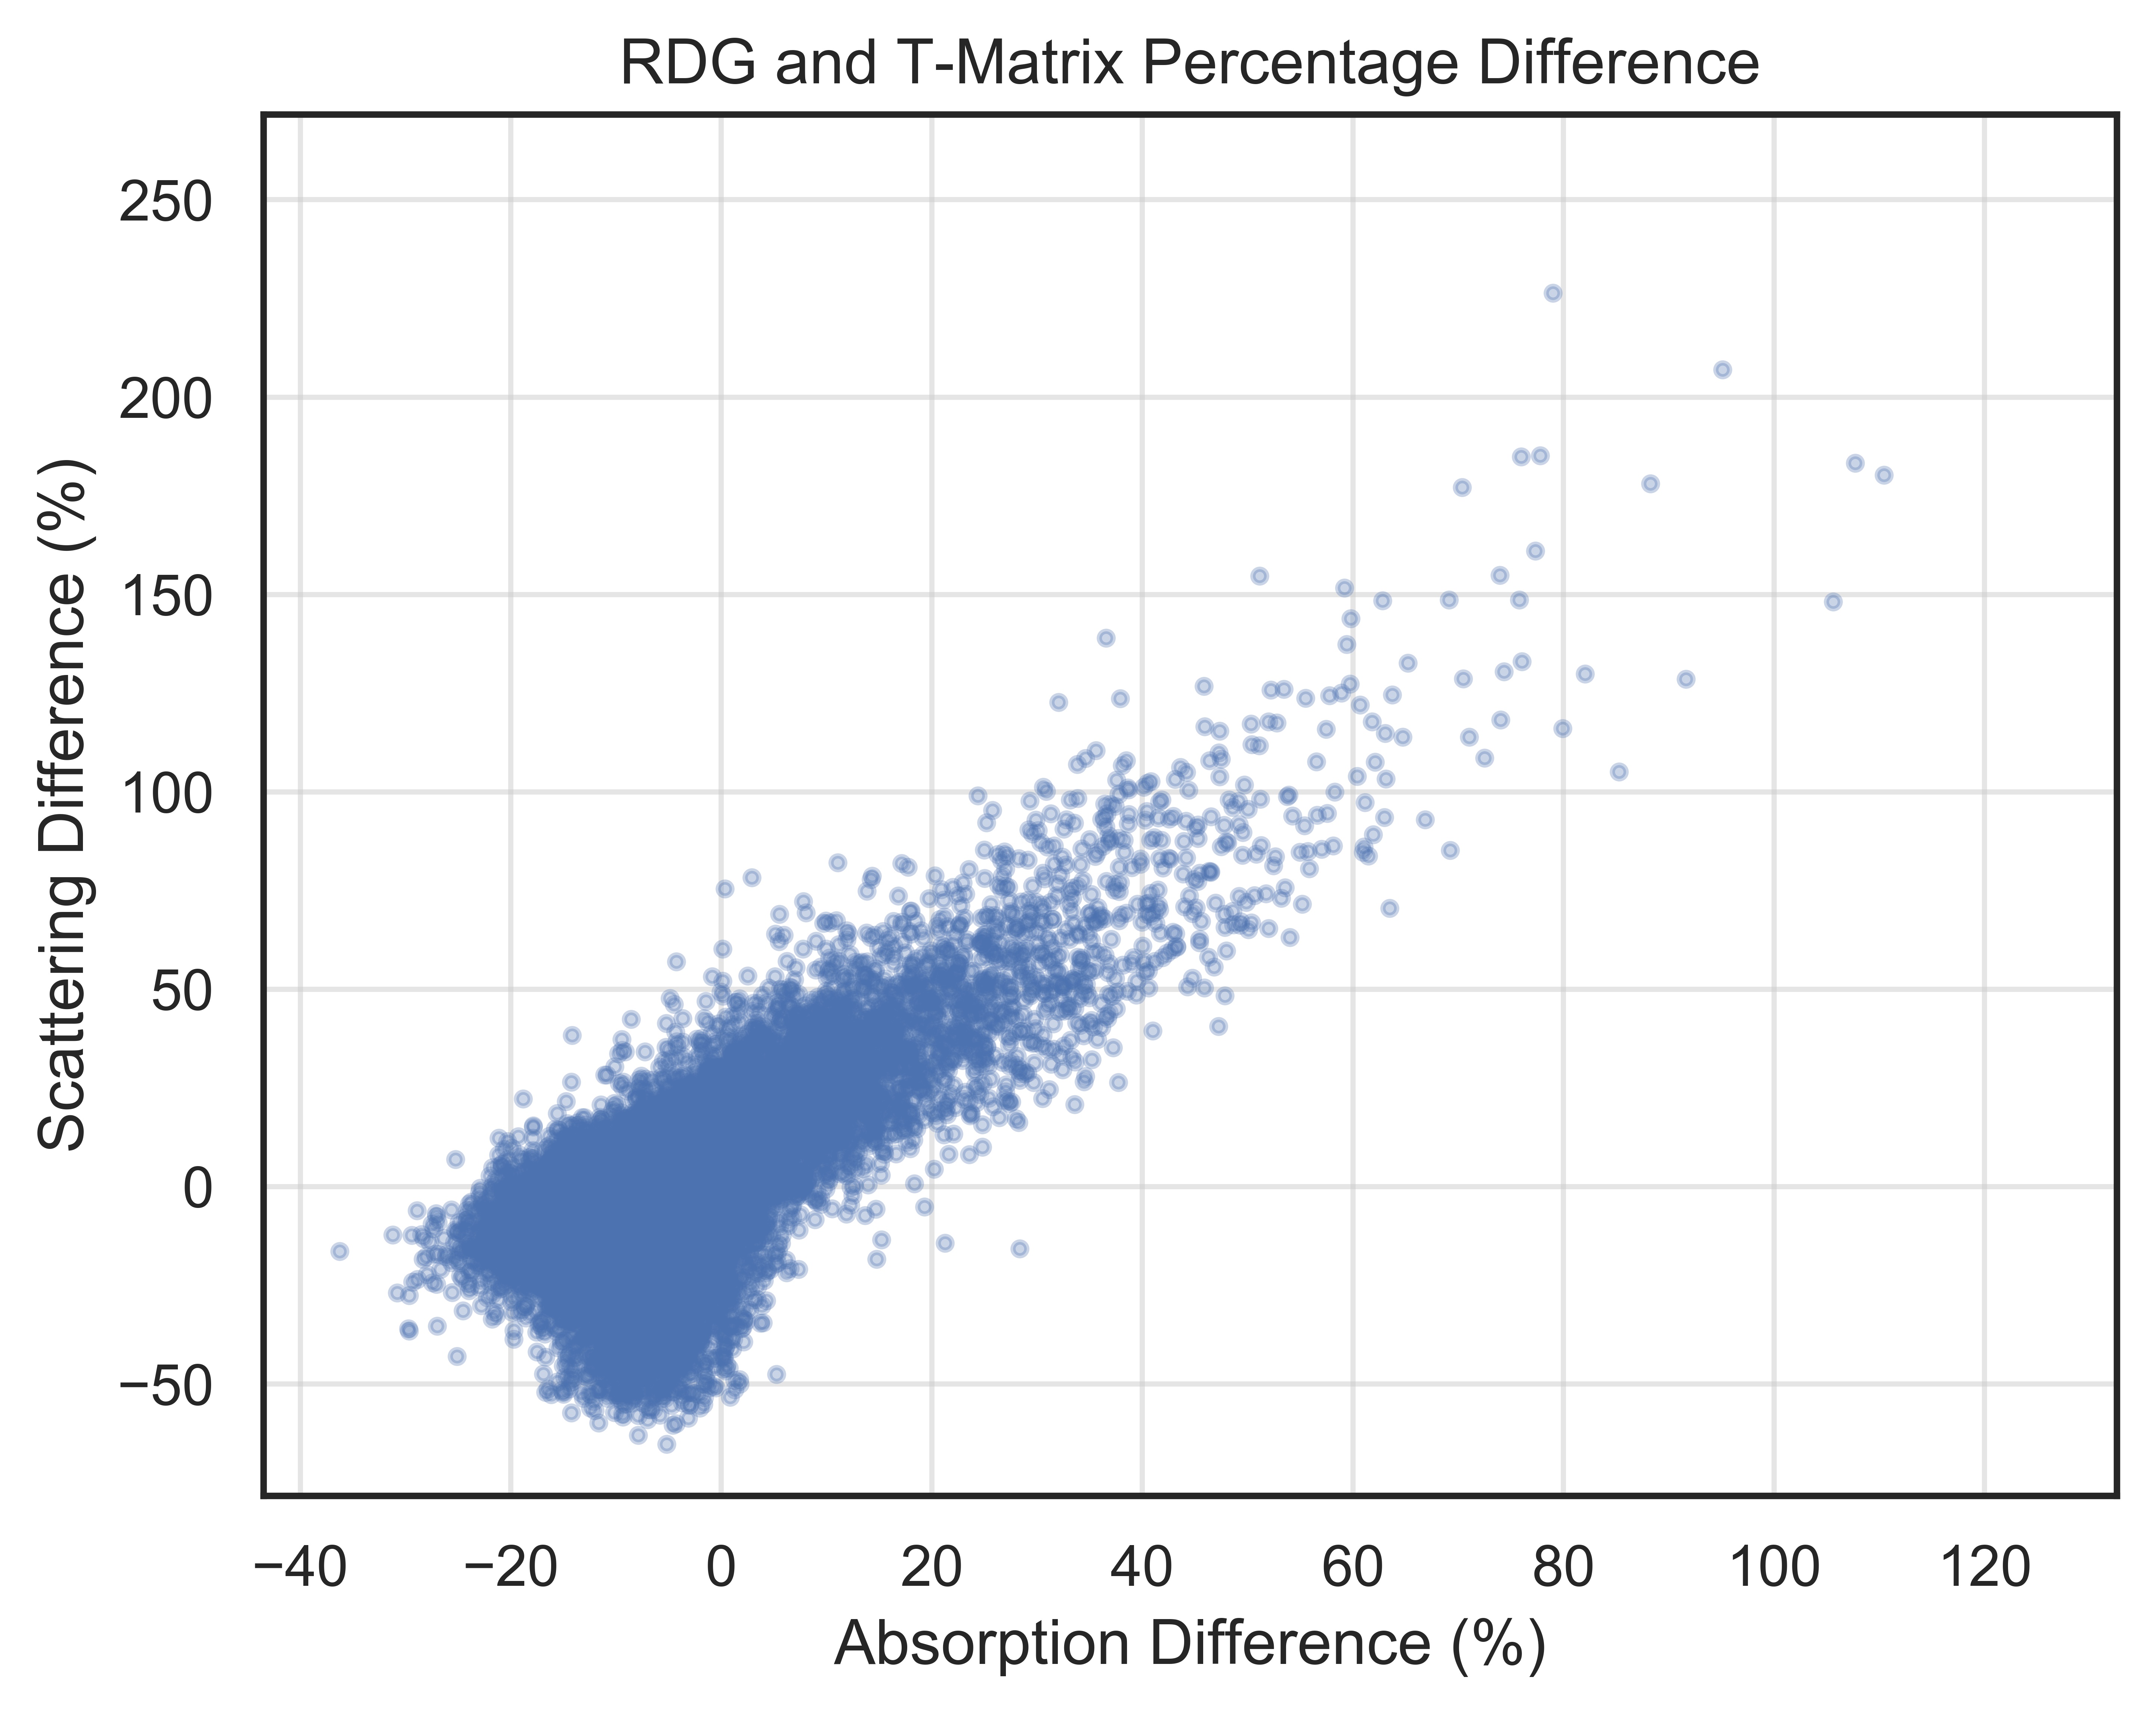 RDG and T-Matrix Percentage Difference
250
200
150
100
50
0
−50
Scattering Difference (%)
−40 −20 0 20 40 60 80 100 120
Absorption Difference (%)